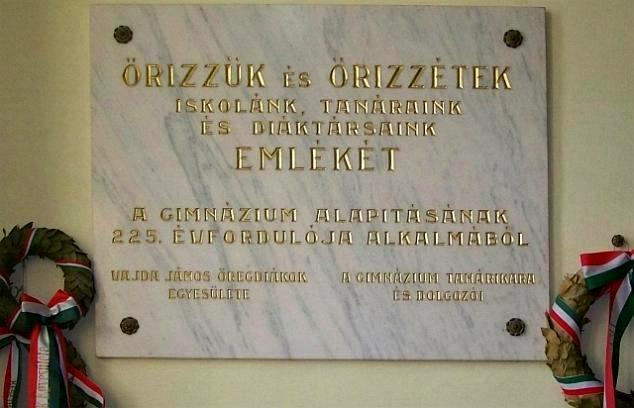 ŐRIZZÜK ÉS ŐRIZZÉTEK
ISKOLÁNK, TANÁRAINK
ÉS DIÁKTÁRSAINK
EMLÉKÉT
A GIMNÁZIUM ALAPITÁSÁNAK
225. ÉVFORDULÓJA ALKALMÁBÓL
VAJDA JÁNOS ÖREGDIÁKOK
EGYESÜLETE
A GIMNÁZIUM TANÁRIKARA
ÉS DOLGOZÓI